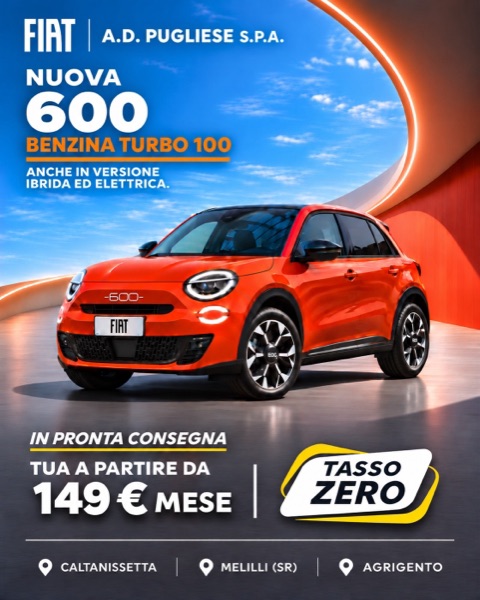 FIAT | A.D. PUGLIESE S.P.A.
NUOVA
600
BENZINA TURBO 100
ANCHE IN VERSIONE
IBRIDA ED ELETTRICA.
-600-
FIAT
IN PRONTA CONSEGNA
TUA A PARTIRE DA
149 € MESE
TASSO
ZERO
CALTANISSETTA | MELILLI (SR) | AGRIGENTO